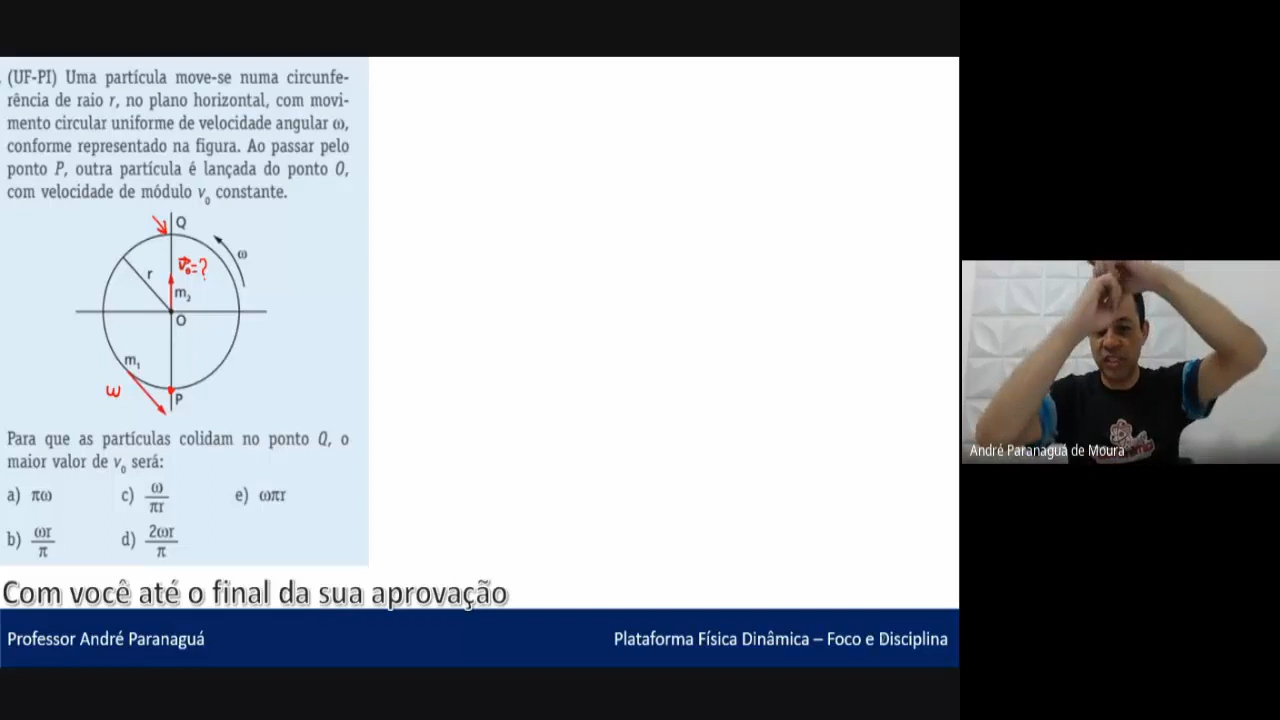 (UF-PI) Uma partícula move-se numa circunfe-
rência de raio r, no plano horizontal, com movi-
mento circular uniforme de velocidade angular ω,
conforme representado na figura. Ao passar pelo
ponto P, outra partícula é lançada do ponto O,
com velocidade de módulo v₀ constante.
Q
ω
v⃗₀=?
r
m₂
O
m₁
ω
P
Para que as partículas colidam no ponto Q, o
maior valor de v₀ será:
a) πω c) ω/πr e) ωπr
b) ωr/π d) 2ωr/π
Com você até o final da sua aprovação
Professor André Paranaguá Plataforma Física Dinâmica – Foco e Disciplina
André Paranaguá de Moura